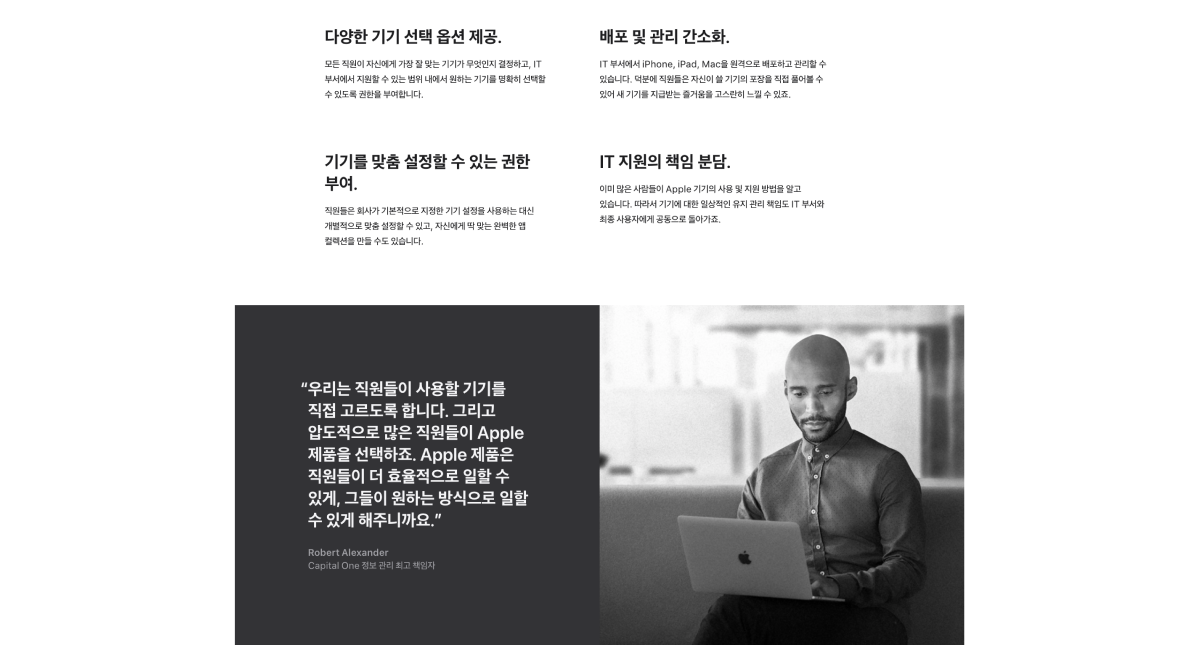 다양한 기기 선택 옵션 제공.
모든 직원이 자신에게 가장 잘 맞는 기기가 무엇인지 결정하고, IT
부서에서 지원할 수 있는 범위 내에서 원하는 기기를 명확히 선택할
수 있도록 권한을 부여합니다.
배포 및 관리 간소화.
IT 부서에서 iPhone, iPad, Mac을 원격으로 배포하고 관리할 수
있습니다. 덕분에 직원들은 자신이 쓸 기기의 포장을 직접 풀어볼 수
있어 새 기기를 지급받는 즐거움을 고스란히 느낄 수 있죠.
기기를 맞춤 설정할 수 있는 권한
부여.
직원들은 회사가 기본적으로 지정한 기기 설정을 사용하는 대신
개별적으로 맞춤 설정할 수 있고, 자신에게 딱 맞는 완벽한 앱
컬렉션을 만들 수도 있습니다.
IT 지원의 책임 분담.
이미 많은 사람들이 Apple 기기의 사용 및 지원 방법을 알고
있습니다. 따라서 기기에 대한 일상적인 유지 관리 책임도 IT 부서와
최종 사용자에게 공동으로 돌아가죠.
“우리는 직원들이 사용할 기기를
직접 고르도록 합니다. 그리고
압도적으로 많은 직원들이 Apple
제품을 선택하죠. Apple 제품은
직원들이 더 효율적으로 일할 수
있게, 그들이 원하는 방식으로 일할
수 있게 해주니까요.”
Robert Alexander
Capital One 정보 관리 최고 책임자